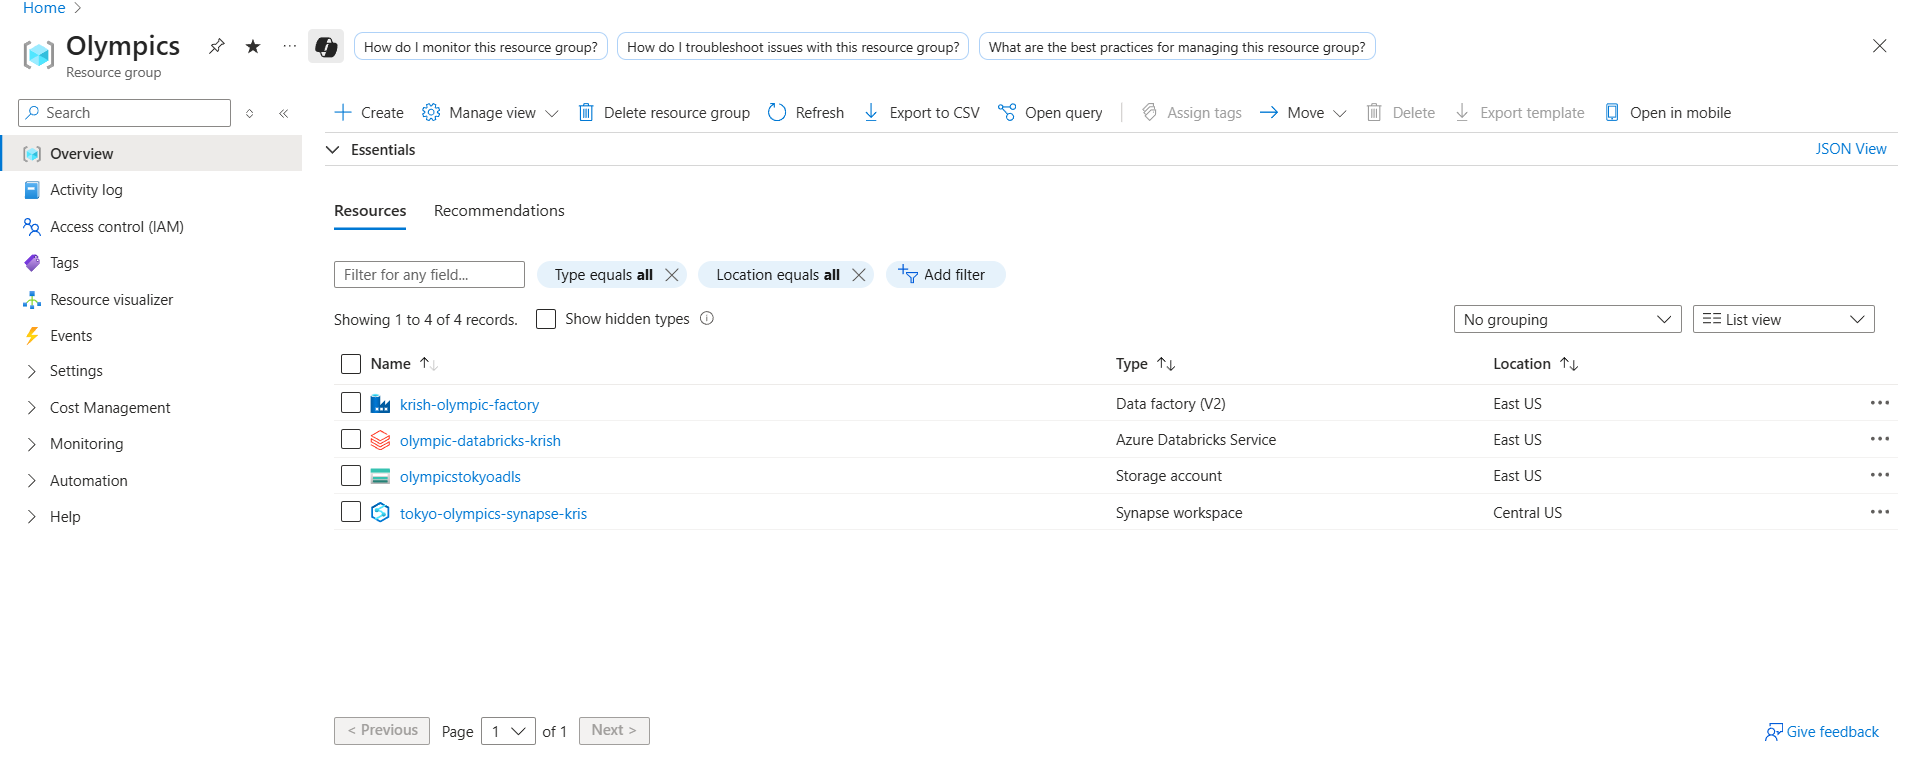 Home
Olympics
Resource group
How do I monitor this resource group? How do I troubleshoot issues with this resource group? What are the best practices for managing this resource group?
Search
Create Manage view Delete resource group Refresh Export to CSV Open query Assign tags Move Delete Export template Open in mobile
Overview
Activity log
Access control (IAM)
Tags
Resource visualizer
Events
Settings
Cost Management
Monitoring
Automation
Help
Essentials JSON View
Resources Recommendations
Filter for any field... Type equals all Location equals all Add filter
Showing 1 to 4 of 4 records. Show hidden types No grouping List view
Name Type Location
krish-olympic-factory Data factory (V2) East US
olympic-databricks-krish Azure Databricks Service East US
olympicstokyoadls Storage account East US
tokyo-olympics-synapse-kris Synapse workspace Central US
< Previous Page 1 of 1 Next > Give feedback